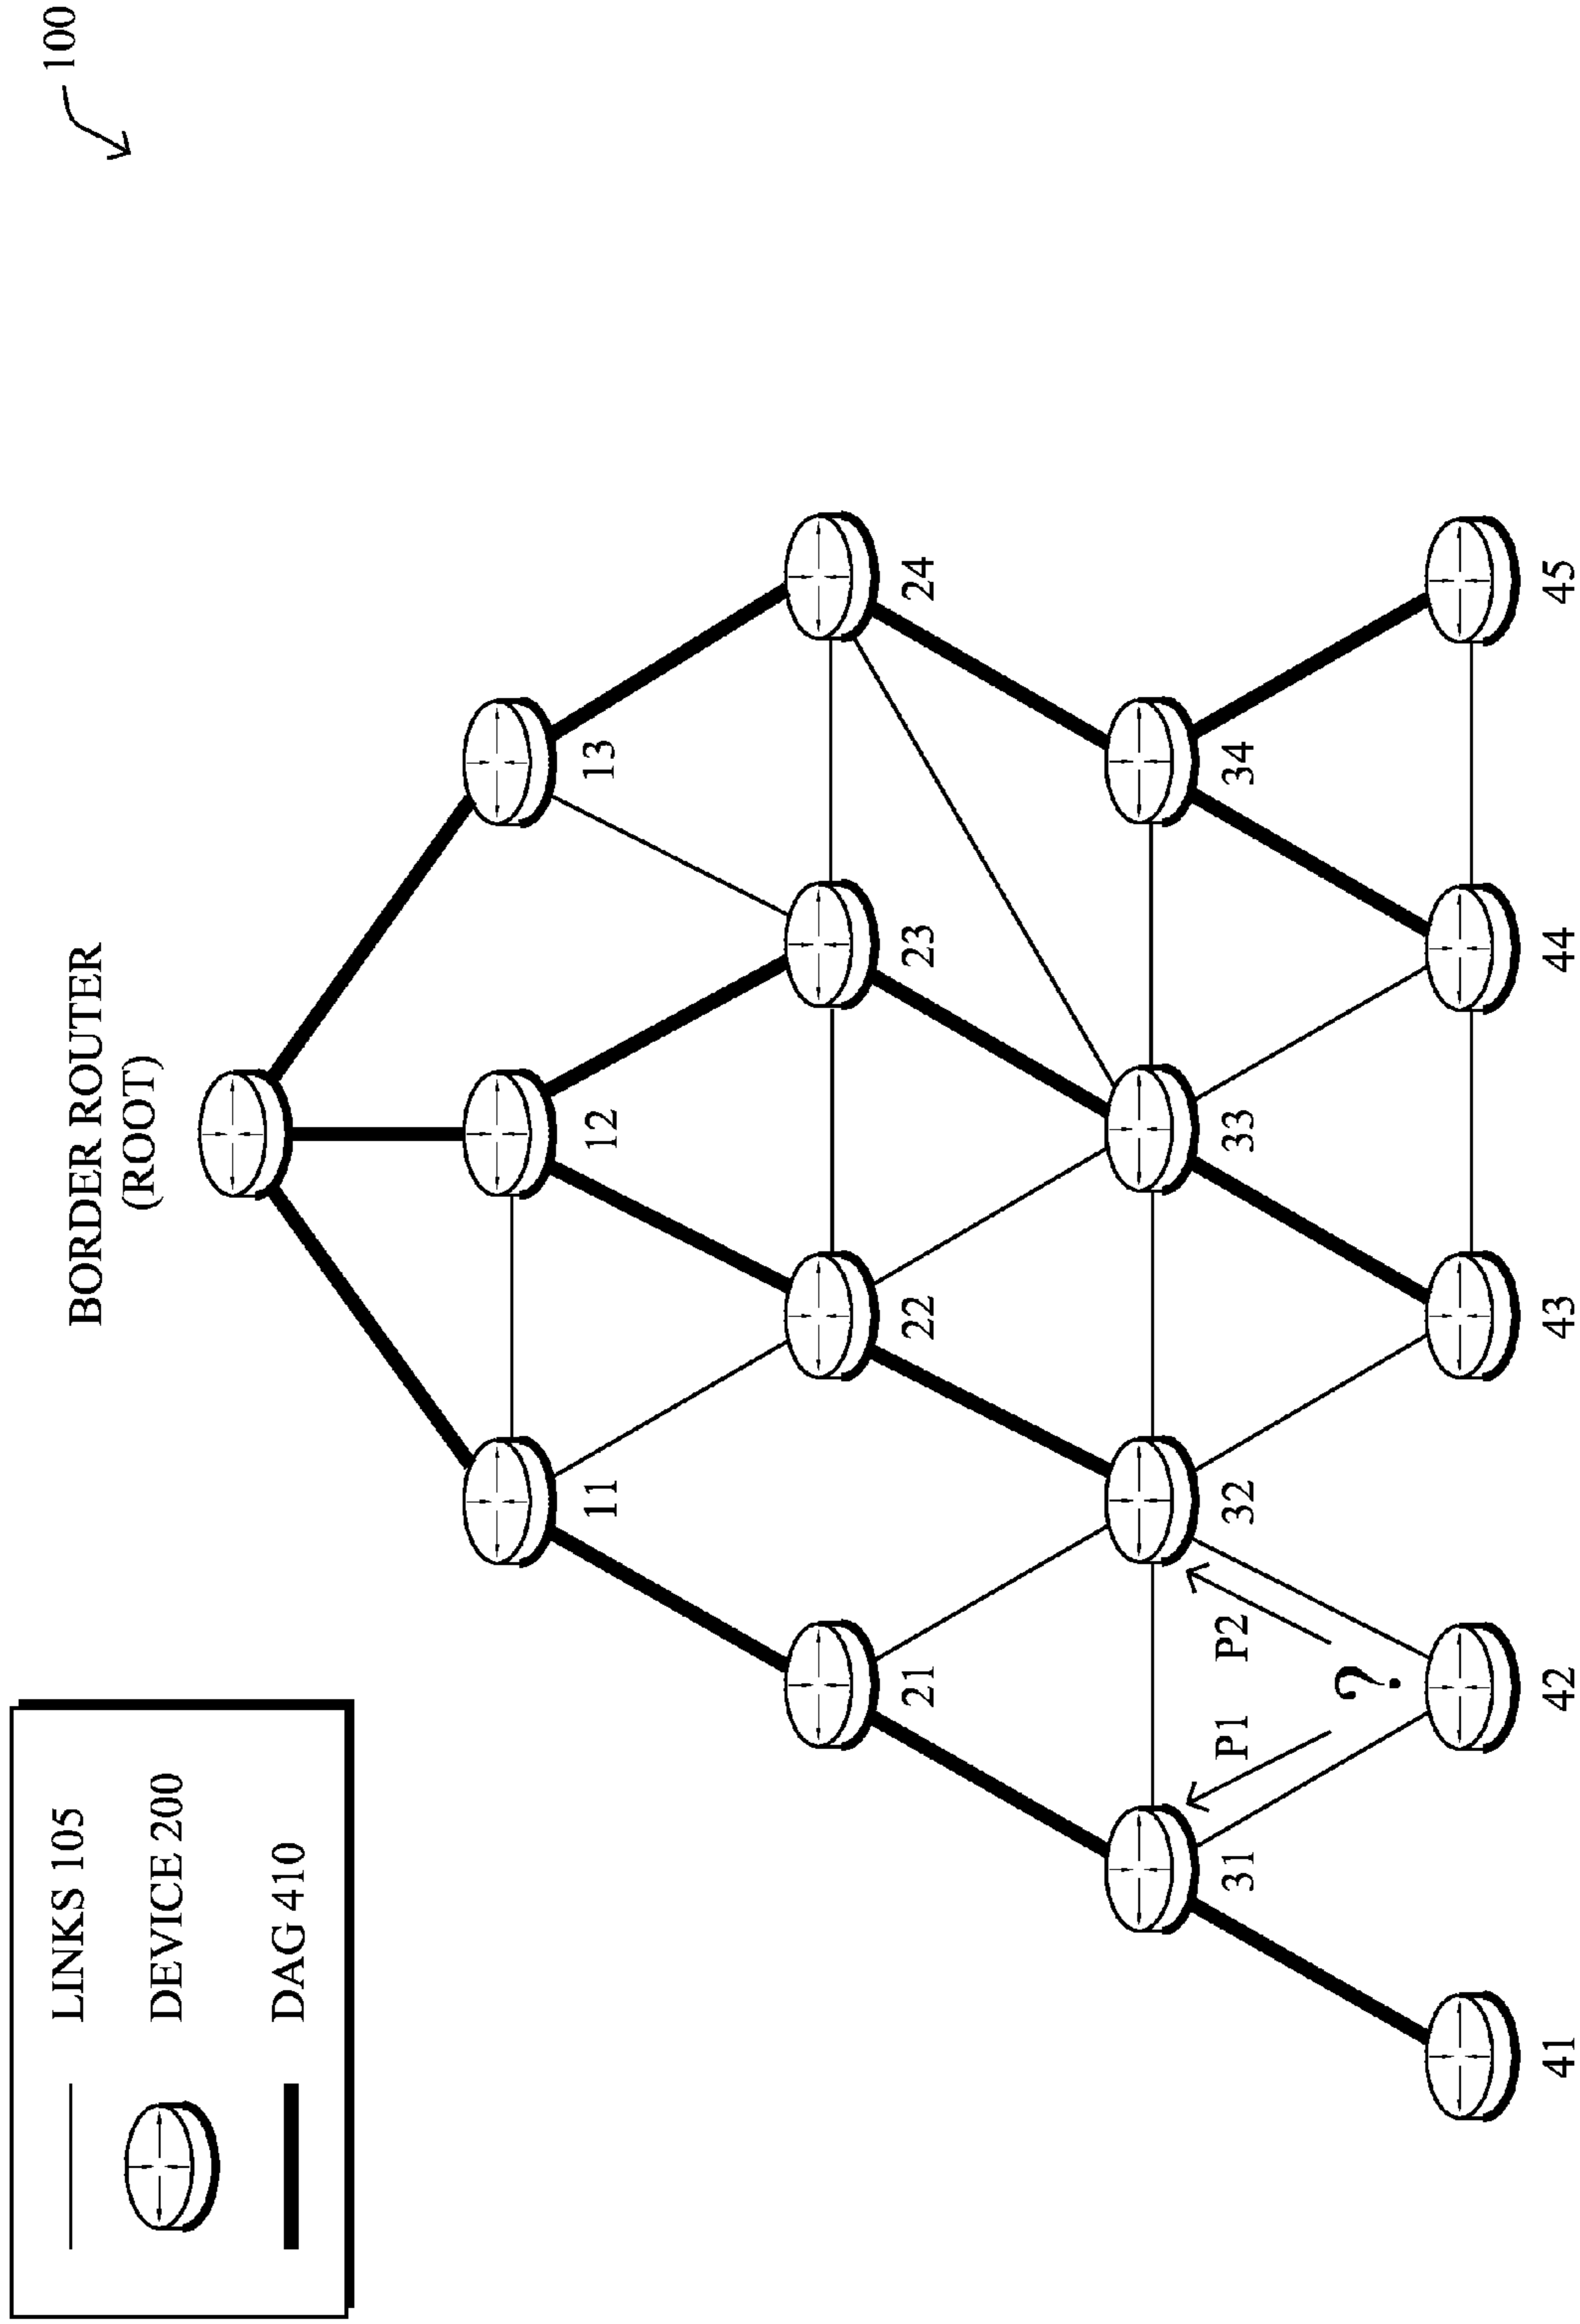 100
LINKS 105
DEVICE 200
DAG 410
BORDER ROUTER
(ROOT)
11
12
13
21
22
23
24
31
32
33
34
P1
P2
?
41
42
43
44
45